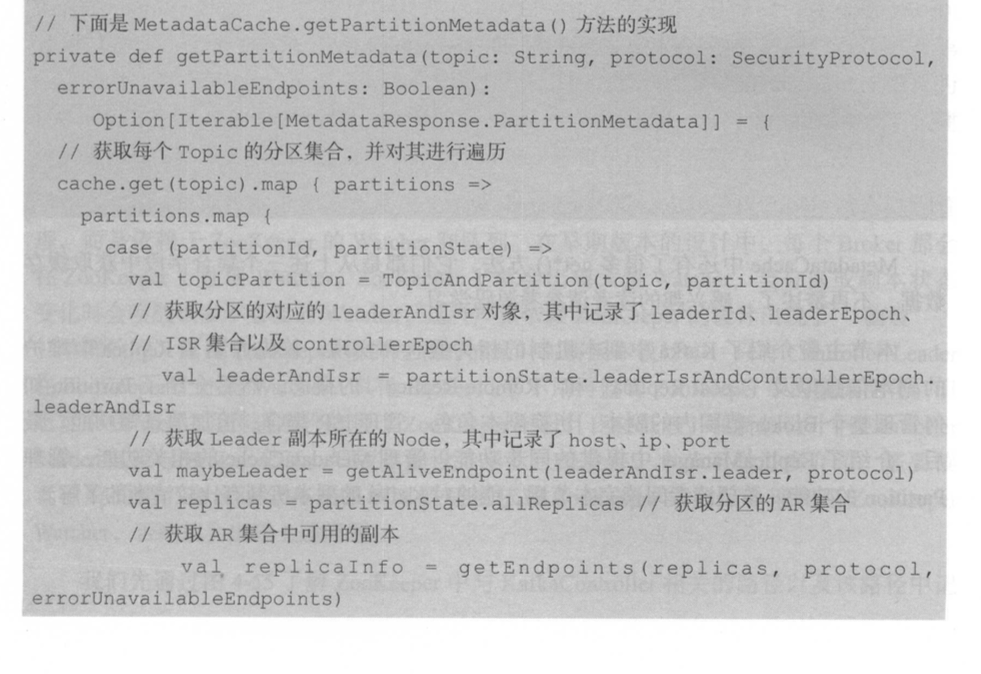 // 下面是 MetadataCache.getPartitionMetadata() 方法的实现
private def getPartitionMetadata(topic: String, protocol: SecurityProtocol,
errorUnavailableEndpoints: Boolean):
Option[Iterable[MetadataResponse.PartitionMetadata]] = {
// 获取每个 Topic 的分区集合，并对其进行遍历
cache.get(topic).map { partitions =>
partitions.map {
case (partitionId, partitionState) =>
val topicPartition = TopicAndPartition(topic, partitionId)
// 获取分区的对应的 leaderAndIsr 对象，其中记录了 leaderId、leaderEpoch、
// ISR 集合以及 controllerEpoch
val leaderAndIsr = partitionState.leaderIsrAndControllerEpoch.
leaderAndIsr
// 获取 Leader 副本所在的 Node，其中记录了 host、ip、port
val maybeLeader = getAliveEndpoint(leaderAndIsr.leader, protocol)
val replicas = partitionState.allReplicas // 获取分区的 AR 集合
// 获取 AR 集合中可用的副本
val replicaInfo = getEndpoints(replicas, protocol,
errorUnavailableEndpoints)